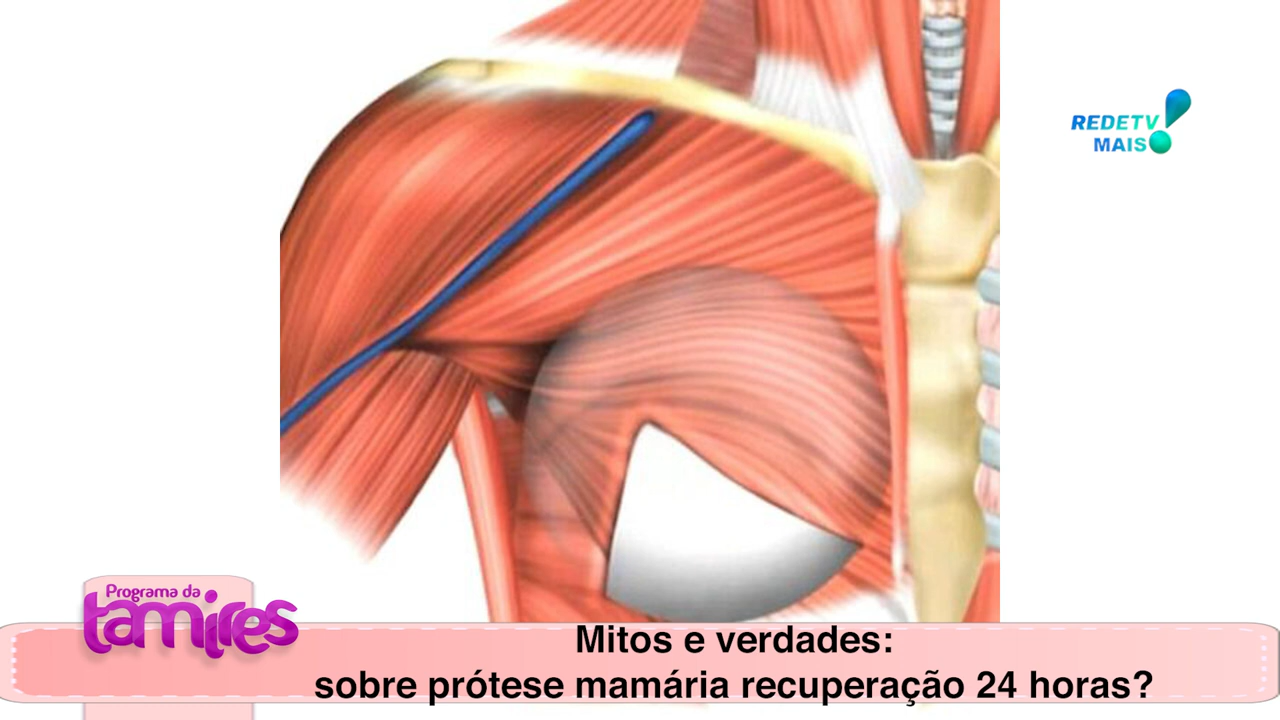 REDETV
MAIS
Programa da
tamires
Mitos e verdades:
sobre prótese mamária recuperação 24 horas?